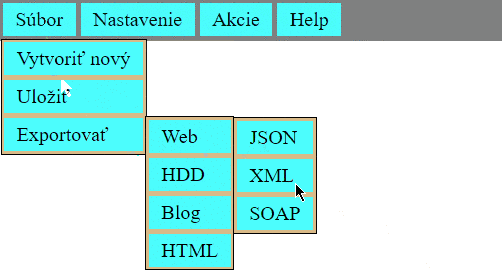 Súbor Nastavenie Akcie Help
Vytvoriť nový
Uložiť
Exportovať
Web JSON
HDD XML
Blog SOAP
HTML